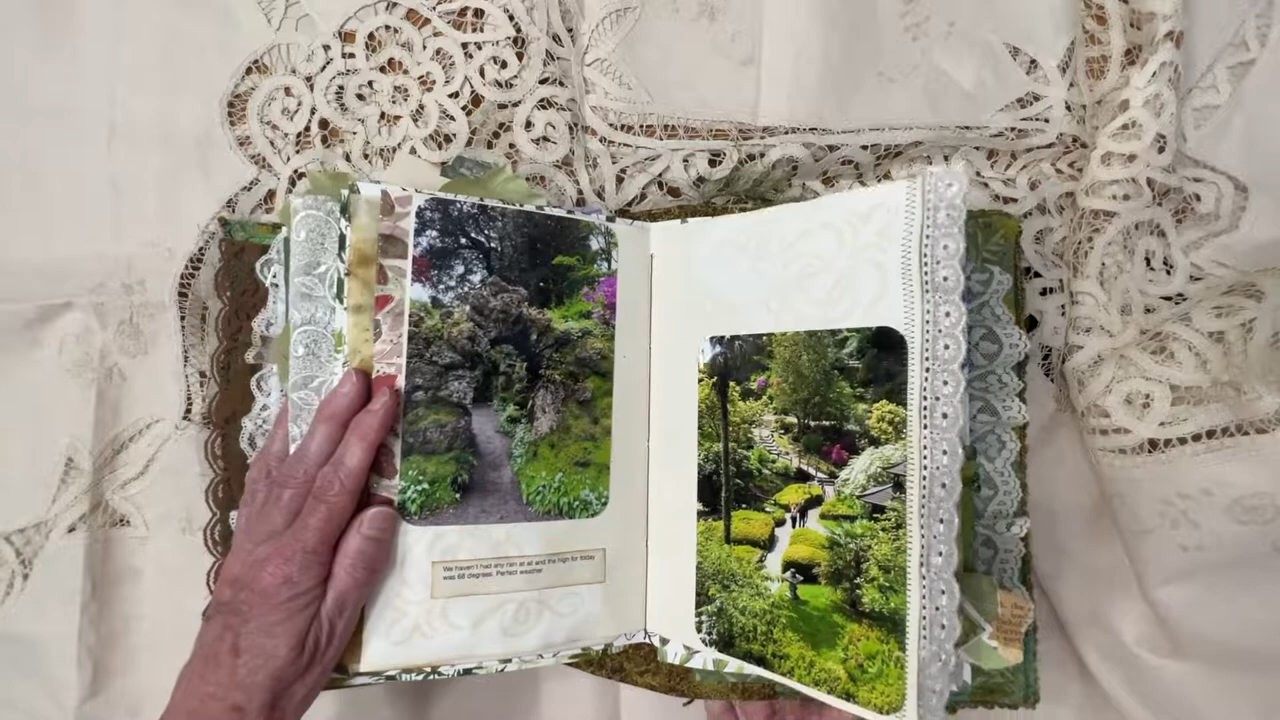 We haven't had any rain at all and the high for today
was 68 degrees. Perfect weather.